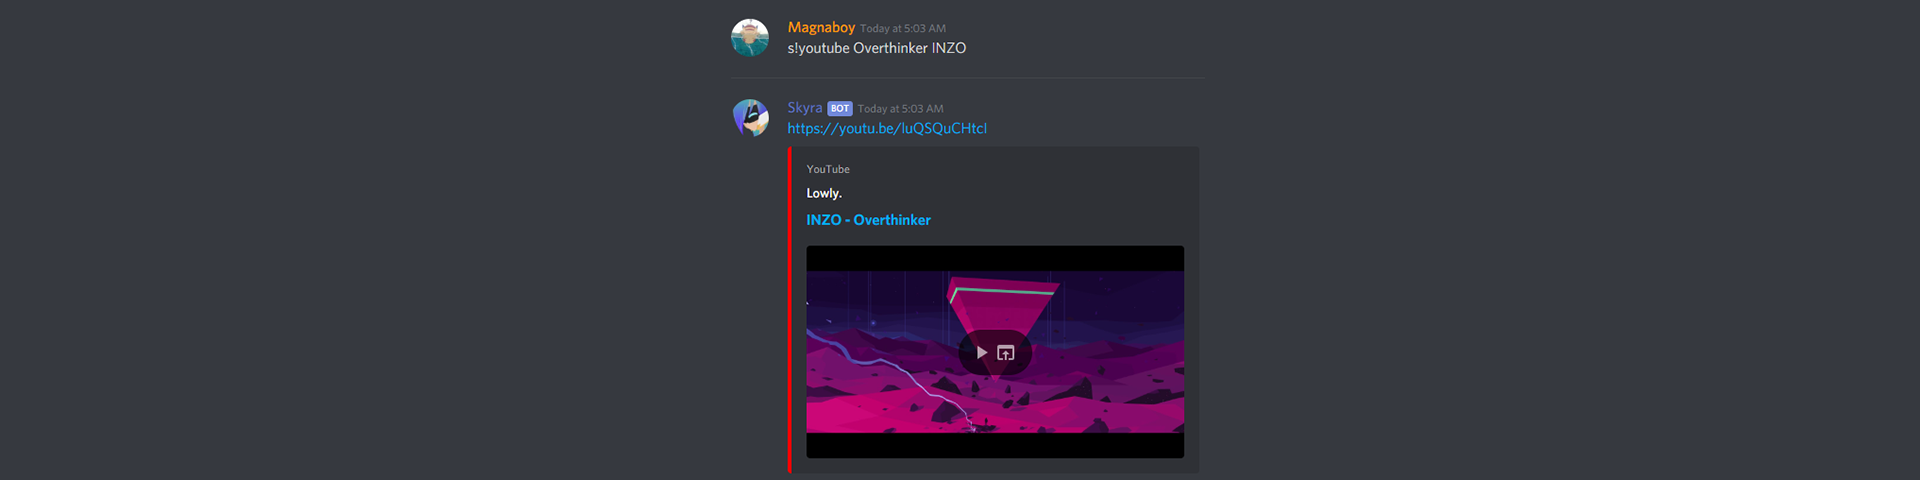 Magnaboy Today at 5:03 AM
s!youtube Overthinker INZO
Skyra BOT Today at 5:03 AM
https://youtu.be/luQSQuCHtcI
YouTube
Lowly.
INZO - Overthinker